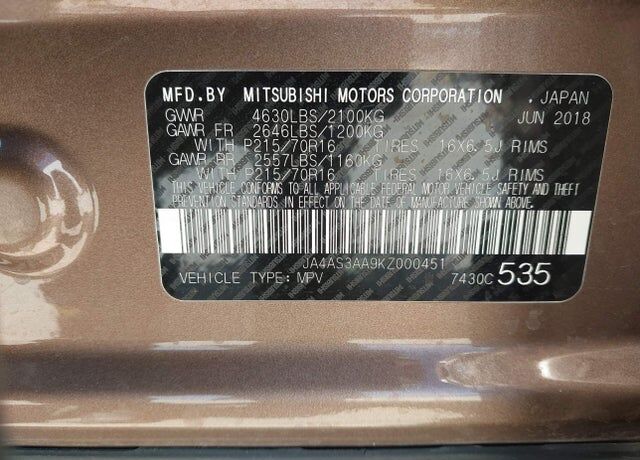 MFD.BY MITSUBISHI MOTORS CORPORATION . JAPAN
GWWR 4630LBS/2100KG JUN 2018
GAWR FR 2646LBS/1200KG
WITH P215/70R16 TIRES 16X6.5J RIMS
GAWR RR 2557LBS/1160KG
WITH P215/70R16 TIRES 16X6.5J RIMS
THIS VEHICLE CONFORMS TO ALL APPLICABLE FEDERAL MOTOR VEHICLE SAFETY AND THEFT
PREVENTION STANDARDS IN EFFECT ON THE DATE OF MANUFACTURE SHOWN ABOVE.
JA4AS3AA9KZ000451
VEHICLE TYPE: MPV 7430C 535